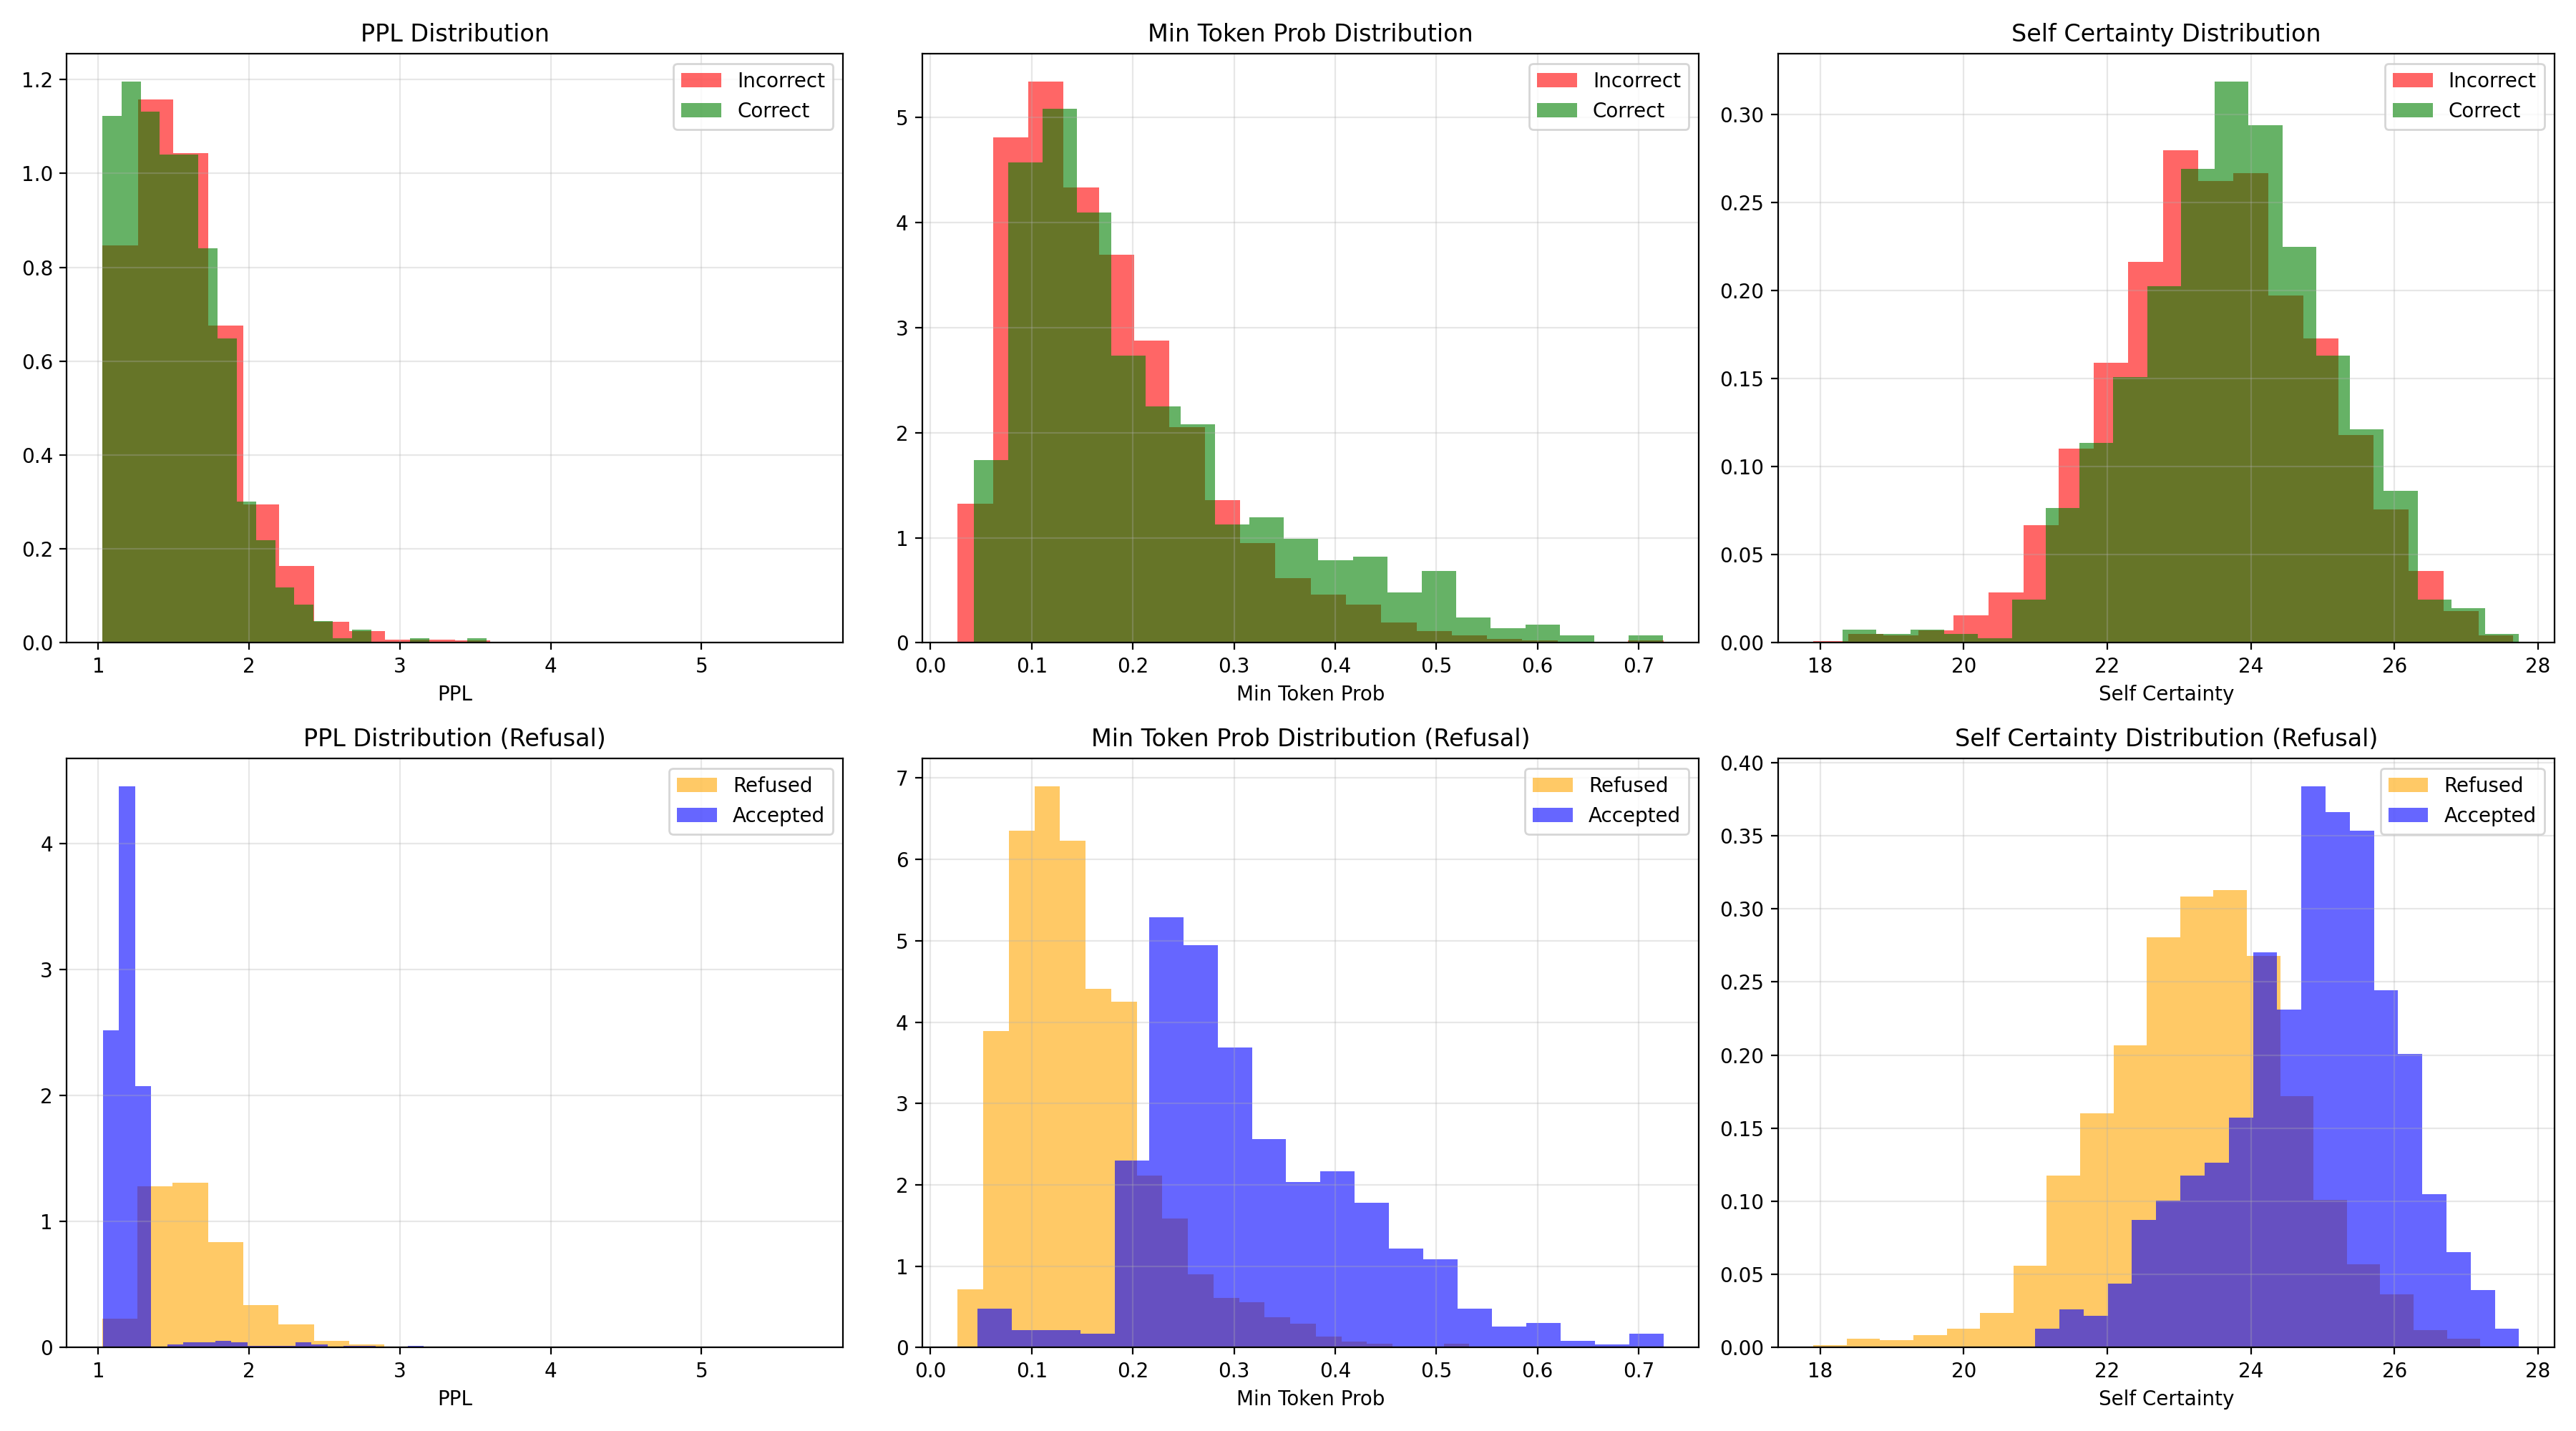 PPL Distribution
Incorrect
Correct
1.2
1.0
0.8
0.6
0.4
0.2
0.0
1 2 3 4 5
PPL
Min Token Prob Distribution
Incorrect
Correct
5
4
3
2
1
0
0.0 0.1 0.2 0.3 0.4 0.5 0.6 0.7
Min Token Prob
Self Certainty Distribution
Incorrect
Correct
0.30
0.25
0.20
0.15
0.10
0.05
0.00
18 20 22 24 26 28
Self Certainty
PPL Distribution (Refusal)
Refused
Accepted
4
3
2
1
0
1 2 3 4 5
PPL
Min Token Prob Distribution (Refusal)
Refused
Accepted
7
6
5
4
3
2
1
0
0.0 0.1 0.2 0.3 0.4 0.5 0.6 0.7
Min Token Prob
Self Certainty Distribution (Refusal)
Refused
Accepted
0.40
0.35
0.30
0.25
0.20
0.15
0.10
0.05
0.00
18 20 22 24 26 28
Self Certainty